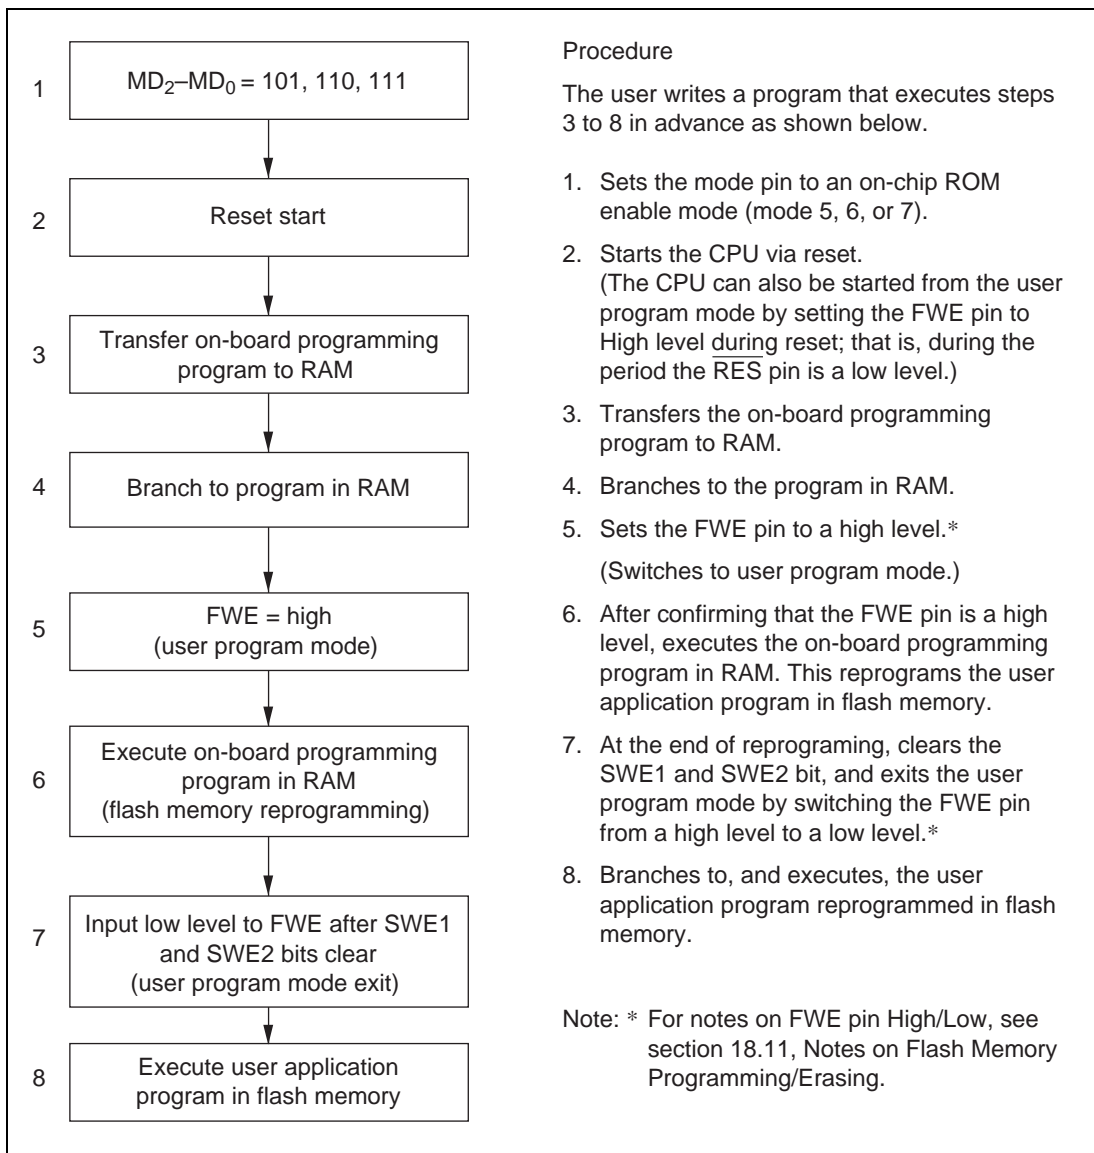 1
MD2–MD0 = 101, 110, 111
2
Reset start
3
Transfer on-board programming
program to RAM
4
Branch to program in RAM
5
FWE = high
(user program mode)
6
Execute on-board programming
program in RAM
(flash memory reprogramming)
7
Input low level to FWE after SWE1
and SWE2 bits clear
(user program mode exit)
8
Execute user application
program in flash memory
Procedure
The user writes a program that executes steps
3 to 8 in advance as shown below.
1. Sets the mode pin to an on-chip ROM
enable mode (mode 5, 6, or 7).
2. Starts the CPU via reset.
(The CPU can also be started from the user
program mode by setting the FWE pin to
High level during reset; that is, during the
period the RES pin is a low level.)
3. Transfers the on-board programming
program to RAM.
4. Branches to the program in RAM.
5. Sets the FWE pin to a high level.*
(Switches to user program mode.)
6. After confirming that the FWE pin is a high
level, executes the on-board programming
program in RAM. This reprograms the user
application program in flash memory.
7. At the end of reprograming, clears the
SWE1 and SWE2 bit, and exits the user
program mode by switching the FWE pin
from a high level to a low level.*
8. Branches to, and executes, the user
application program reprogrammed in flash
memory.
Note: * For notes on FWE pin High/Low, see
section 18.11, Notes on Flash Memory
Programming/Erasing.